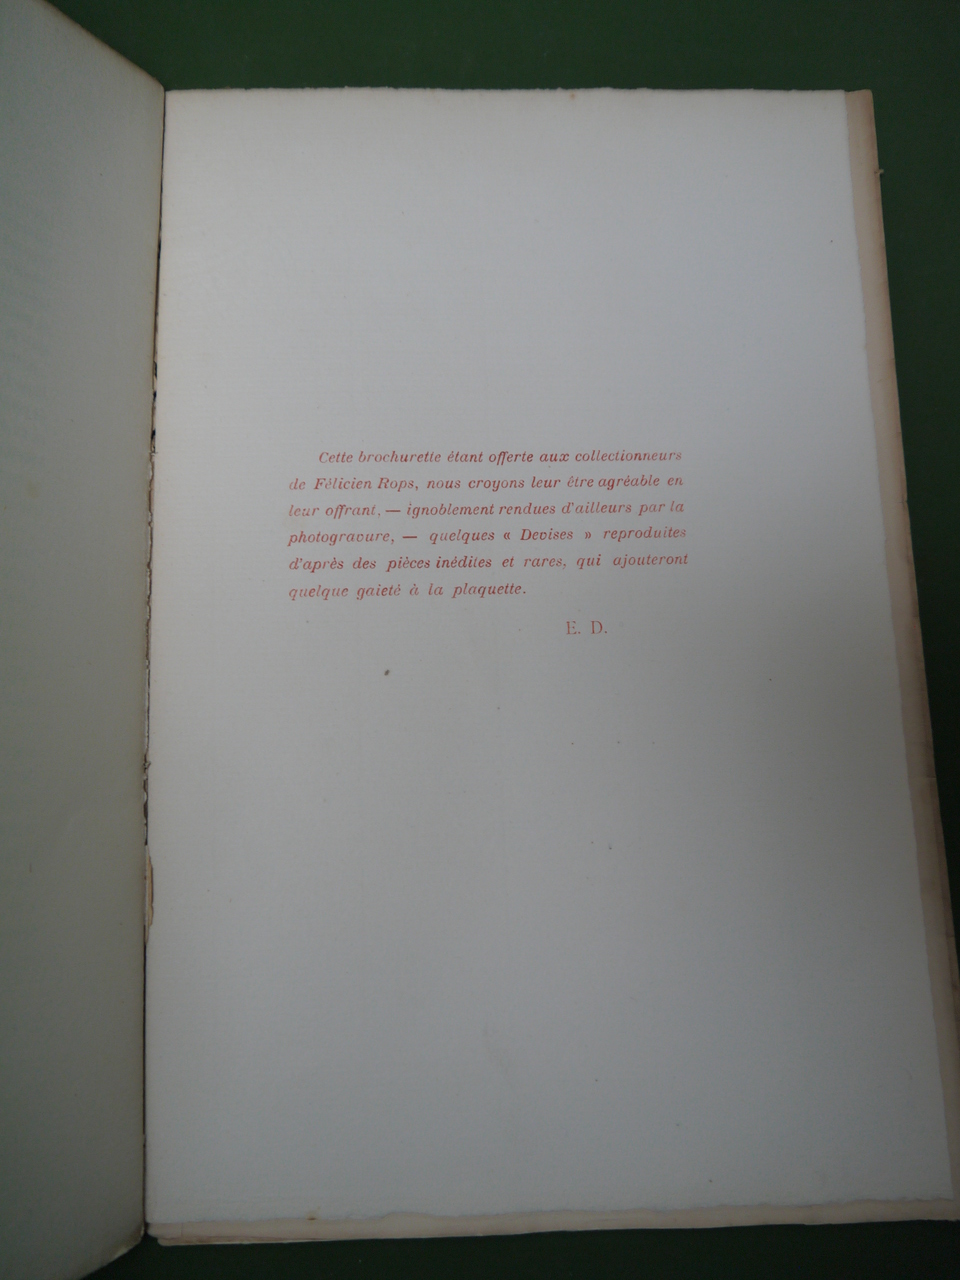 Cette brochurette étant offerte aux collectionneurs
de Félicien Rops, nous croyons leur être agréable en
leur offrant, — ignoblement rendues d'ailleurs par la
photogravure, — quelques « Devises » reproduites
d'après des pièces inédites et rares, qui ajouteront
quelque gaieté à la plaquette.
E. D.